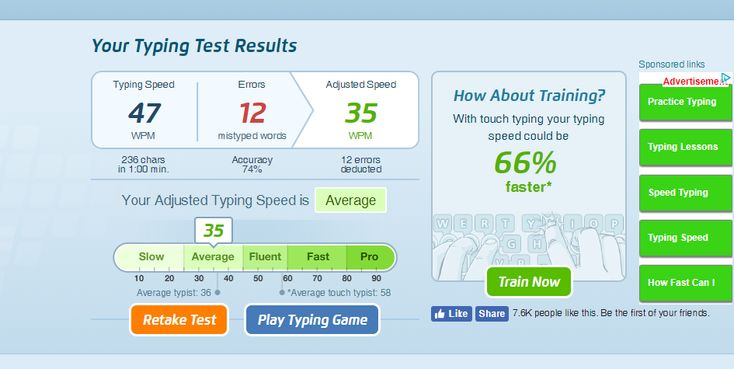 Your Typing Test Results
Typing Speed
47
WPM
Errors
12
mistyped words
Adjusted Speed
35
WPM
236 chars
in 1:00 min.
Accuracy
74%
12 errors
deducted
Your Adjusted Typing Speed is Average
35
Slow Average Fluent Fast Pro
10 20 30 40 50 60 70 80 90
Average typist: 36
*Average touch typist: 58
Retake Test
Play Typing Game
How About Training?
With touch typing your typing
speed could be
66%
faster*
W E R T Y I O P
G H
Train Now
Like Share 7.6K people like this. Be the first of your friends.
Sponsored links
Practice Typing
Typing Lessons
Speed Typing
Typing Speed
How Fast Can I